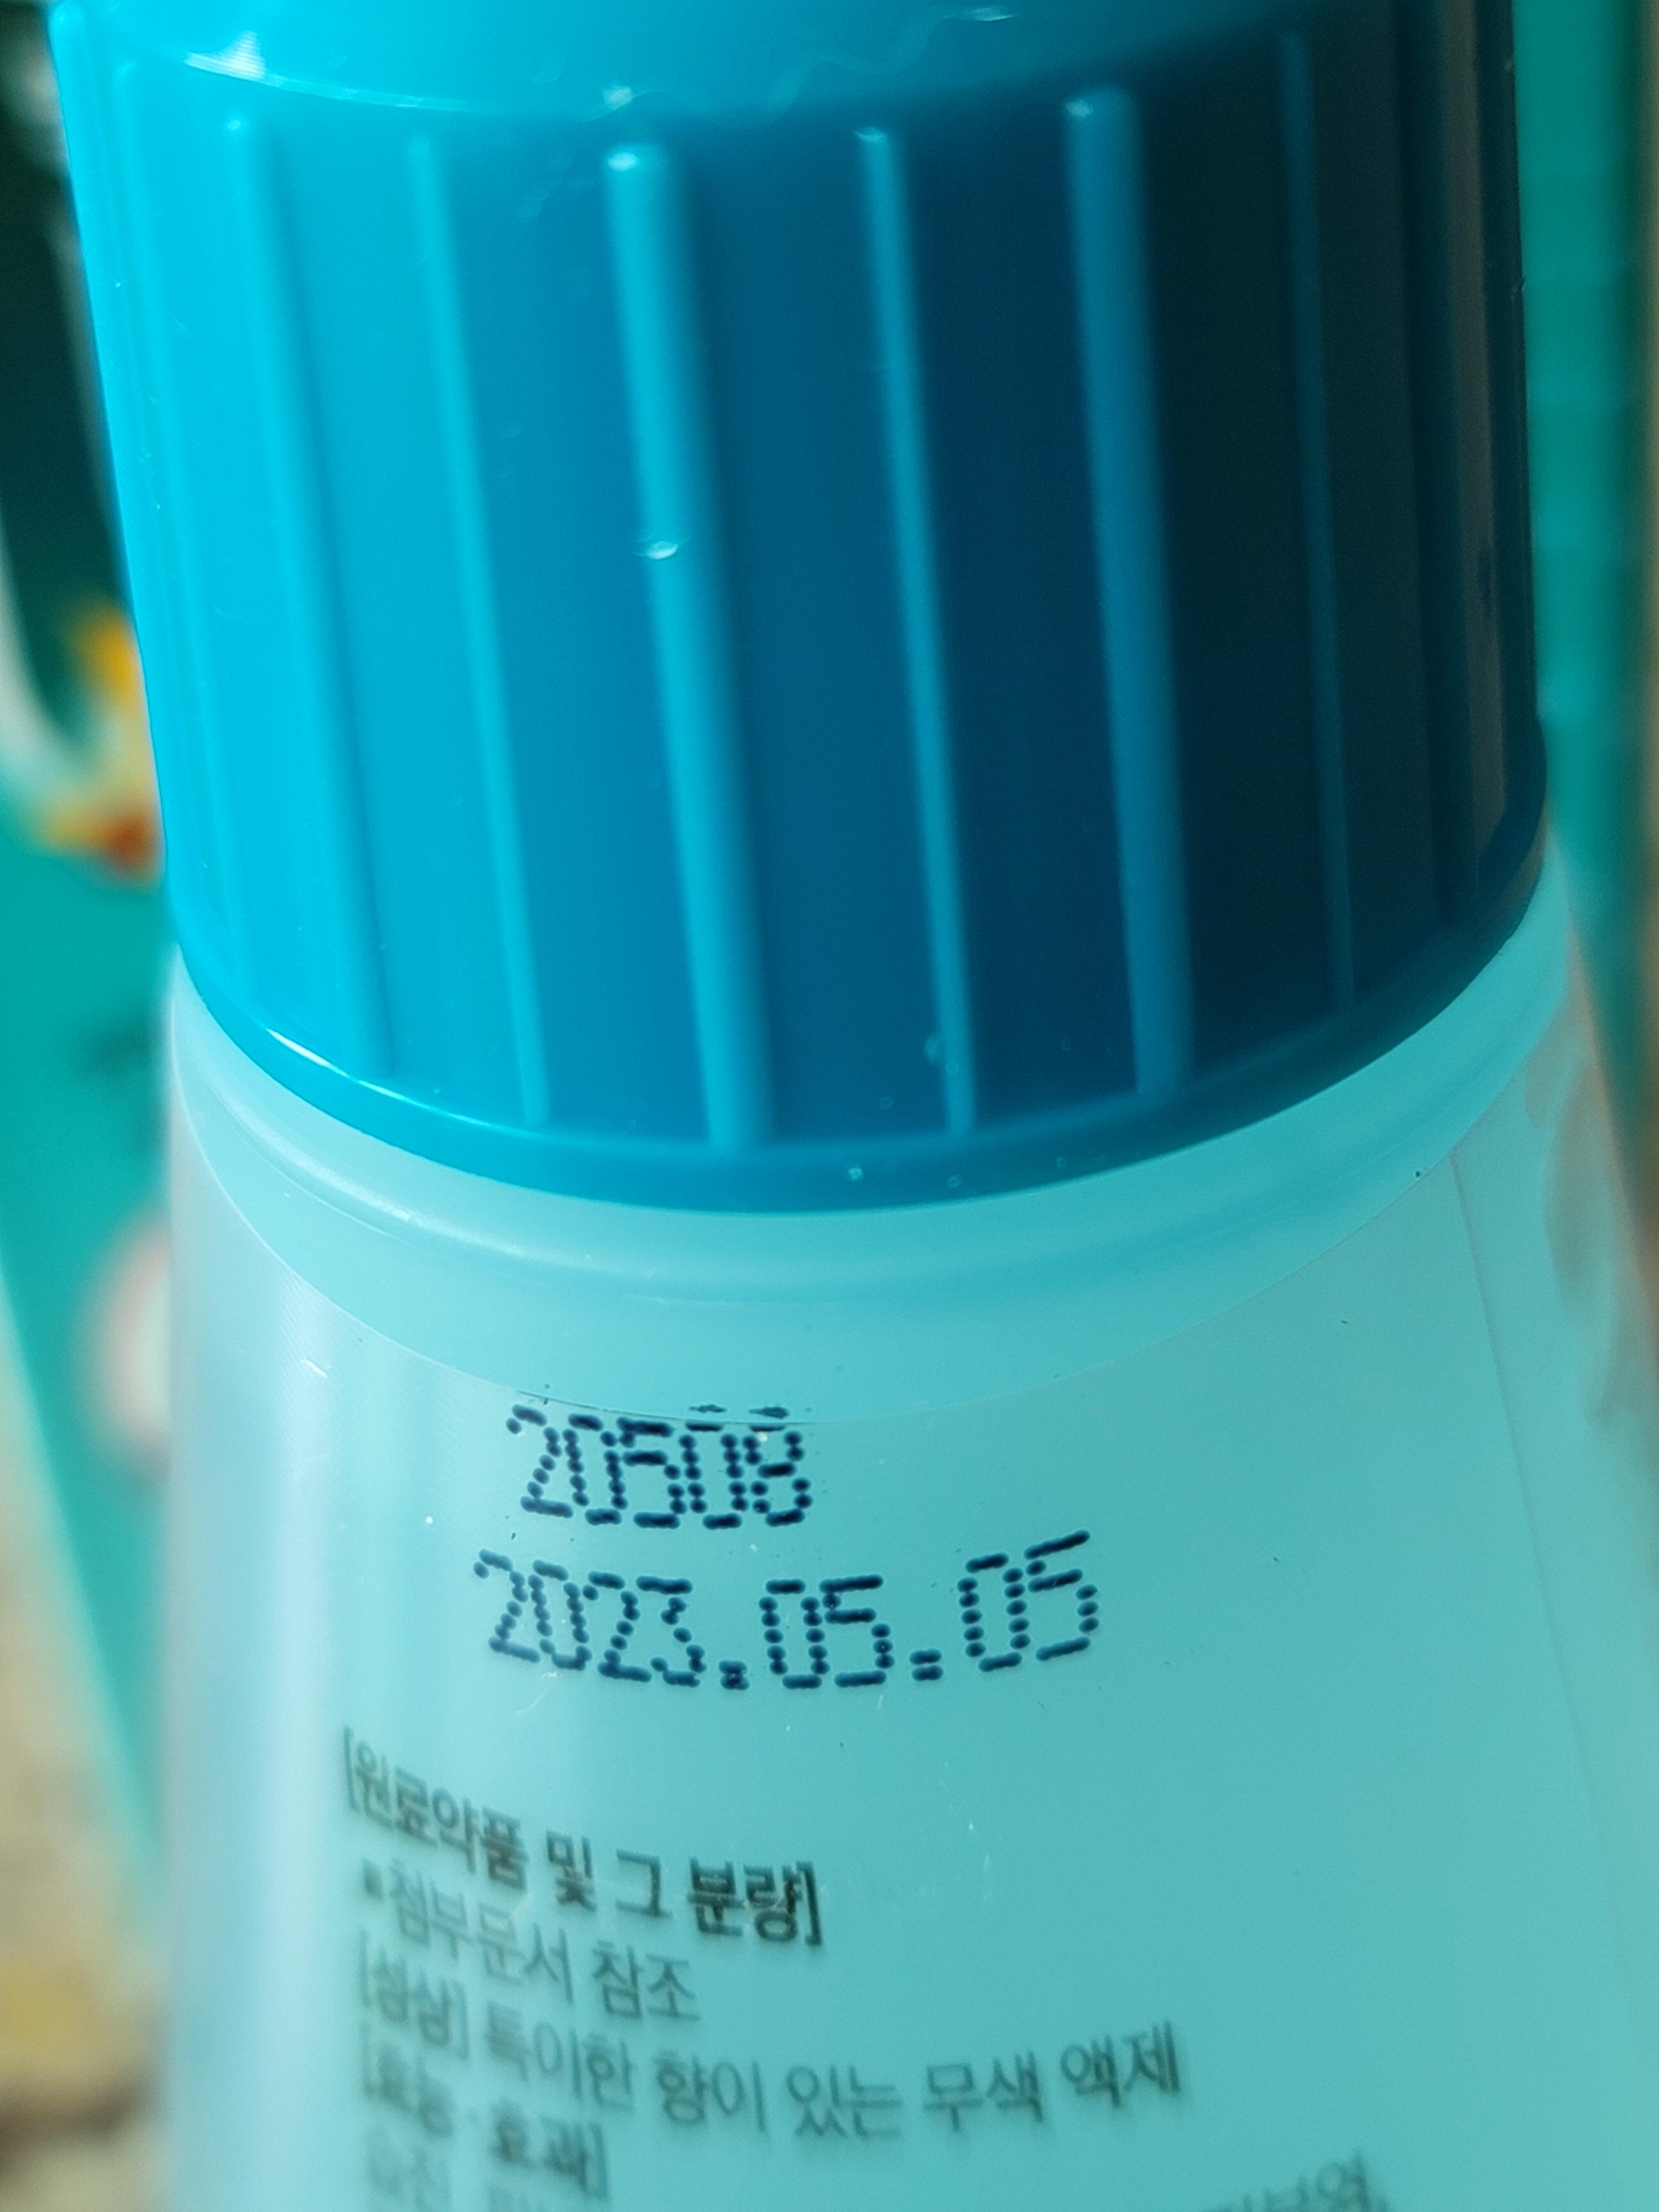 20508
2023.05.05
[원료약품 및 그 분량]
▪첨부문서 참조
[성상] 특이한 향이 있는 무색 액제
[효능·효과]